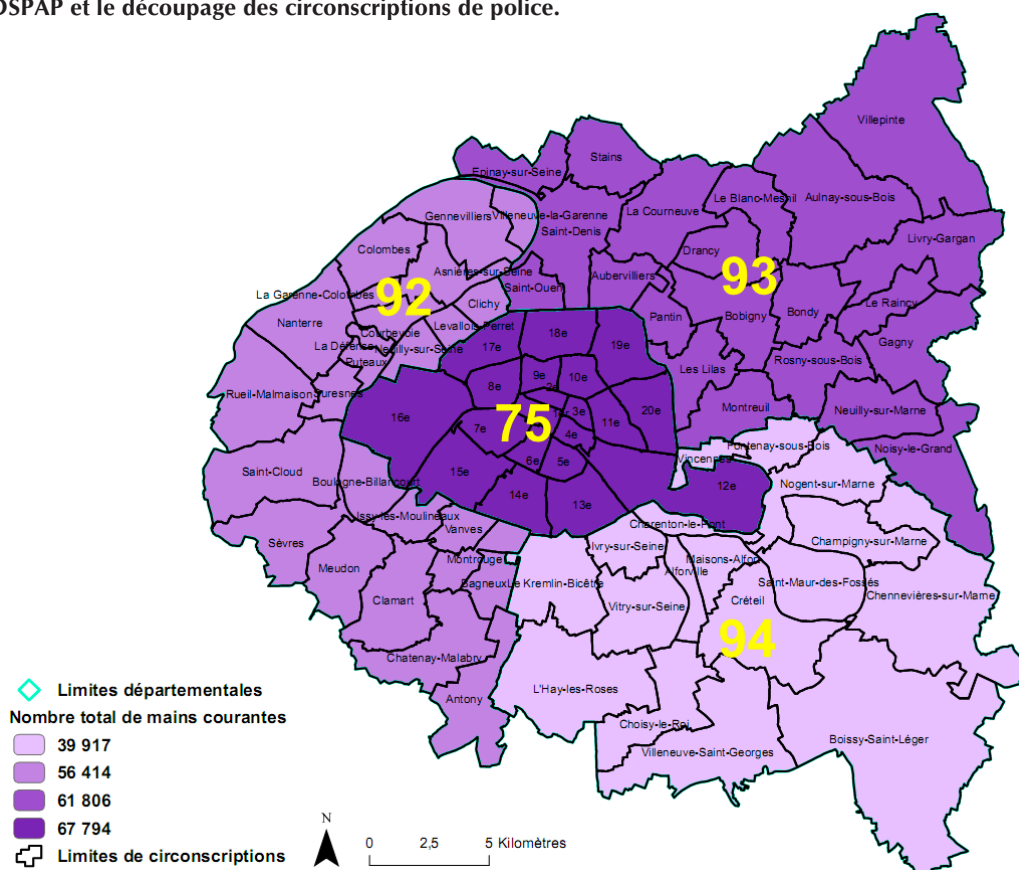 DSPAP et le découpage des circonscriptions de police.
Villepinte
Stains
Epinay-sur-Seine
Aulnay-sous-Bois
Le Blanc-Mesnil
La Courneuve
Gennevilliers
Villeneuve-la-Garenne
Saint-Denis
Livry-Gargan
Colombes
Drancy
Asnières-sur-Seine
Aubervilliers
93
Saint-Ouen
La Garenne-Colombes
92
Clichy
Le Raincy
Bondy
Pantin
Bobigny
Nanterre
Levallois-Perret
Courbevoie
18e
La Défense
Neuilly-sur-Seine
17e
19e
Gagny
Puteaux
Rosny-sous-Bois
Les Lilas
9e
10e
2e
8e
Rueil-Malmaison
Suresnes
Montreuil
Neuilly-sur-Marne
16e
75
3e
20e
11e
7e
4e
Fontenay-sous-Bois
Noisy-le-Grand
Vincennes
6e
5e
Saint-Cloud
15e
Boulogne-Billancourt
12e
Nogent-sur-Marne
14e
13e
Issy-les-Moulineaux
Vanves
Charenton-le-Pont
Sèvres
Ivry-sur-Seine
Champigny-sur-Marne
Meudon
Montrouge
Maisons-Alfort
Alforville
Bagneux
Le Kremlin-Bicêtre
Saint-Maur-des-Fossés
Clamart
Vitry-sur-Seine
Créteil
Chennevières-sur-Marne
94
Chatenay-Malabry
L'Hay-les-Roses
Antony
Choisy-le-Roi
Boissy-Saint-Léger
Villeneuve-Saint-Georges
Limites départementales
Nombre total de mains courantes
39 917
56 414
61 806
67 794
Limites de circonscriptions
N
0 2,5 5 Kilomètres